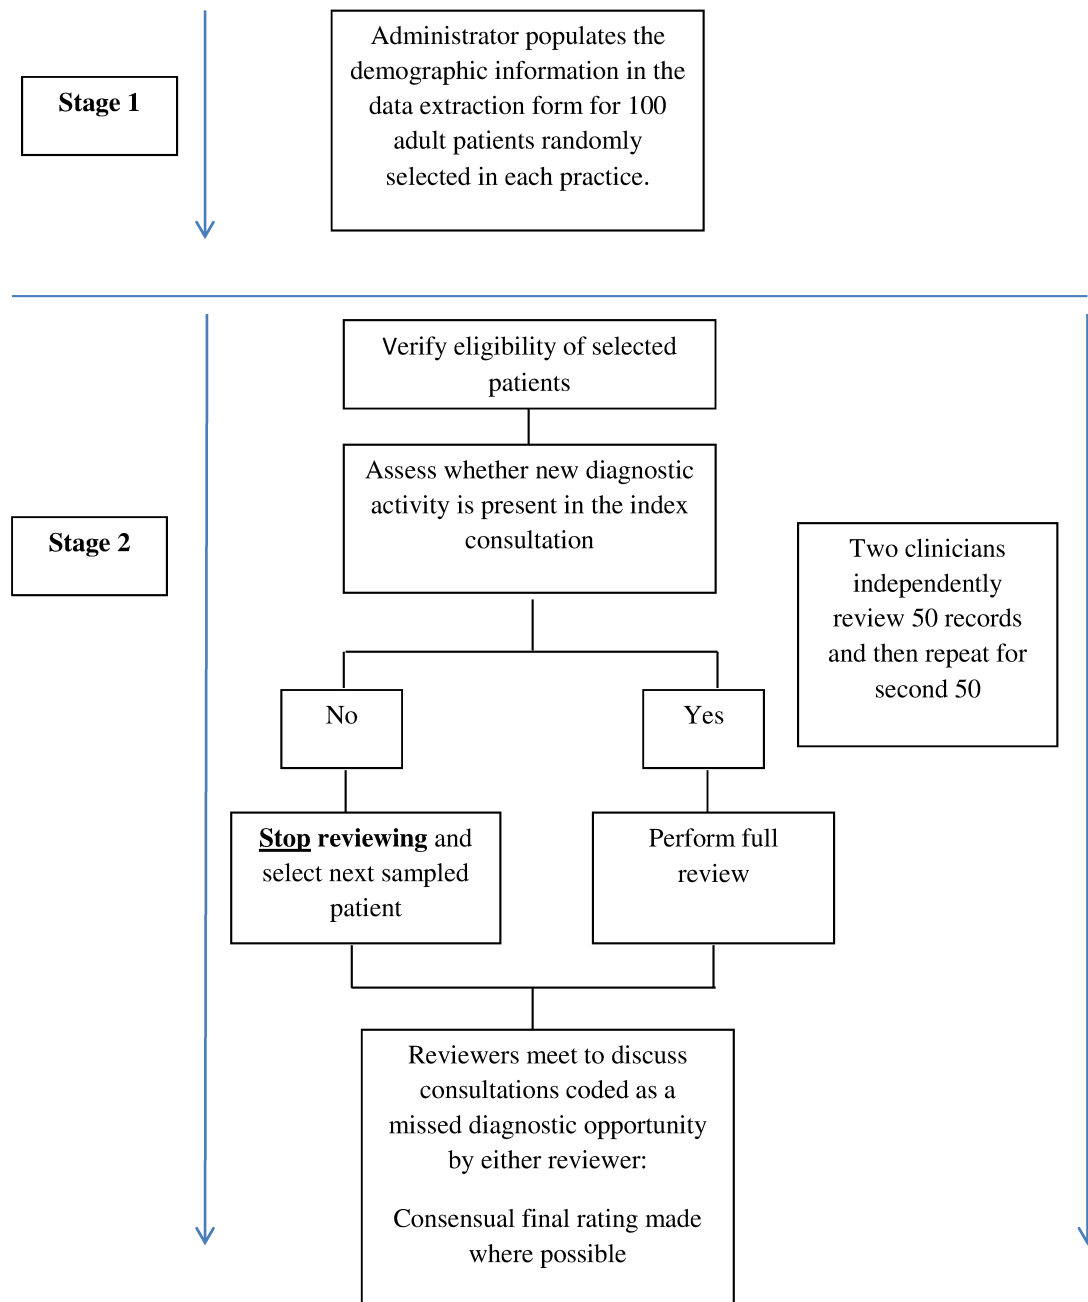 Stage 1
Administrator populates the
demographic information in the
data extraction form for 100
adult patients randomly
selected in each practice.
Verify eligibility of selected
patients
Assess whether new diagnostic
activity is present in the index
consultation
Stage 2
Two clinicians
independently
review 50 records
and then repeat for
second 50
No
Yes
Stop reviewing and
select next sampled
patient
Perform full
review
Reviewers meet to discuss
consultations coded as a
missed diagnostic opportunity
by either reviewer:
Consensual final rating made
where possible